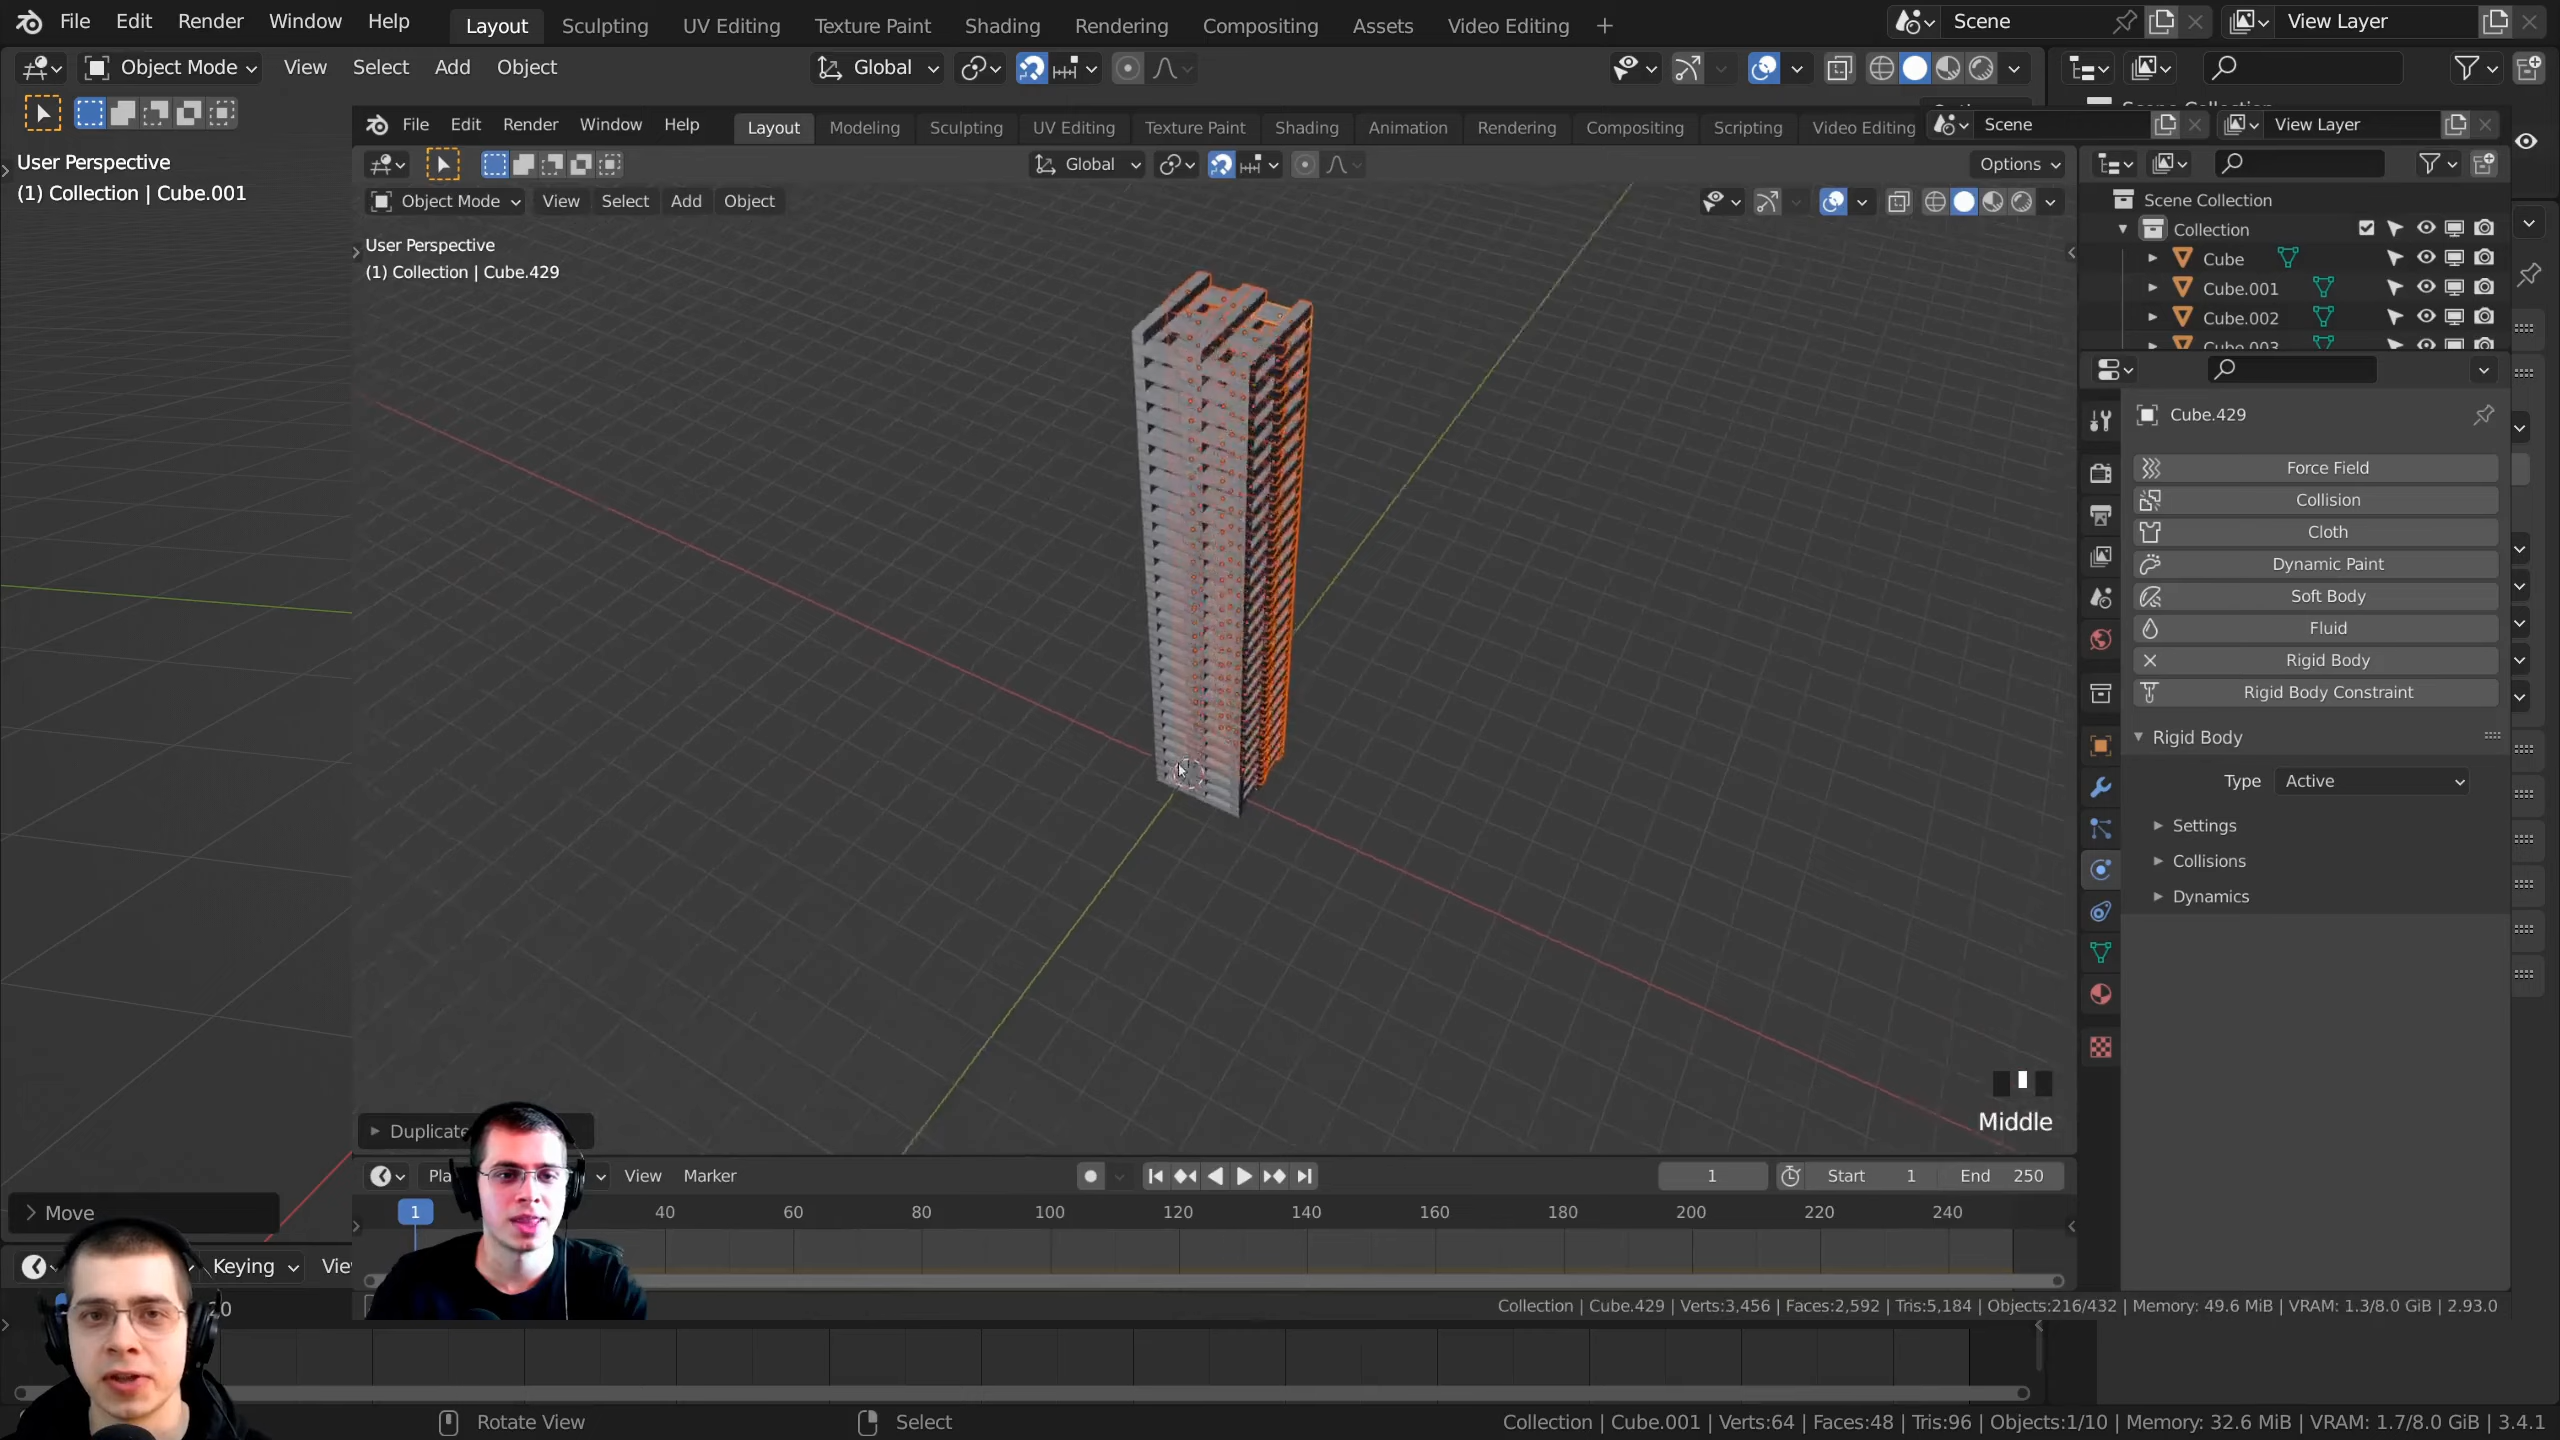 File Edit Render Window Help Layout Sculpting UV Editing Texture Paint Shading Rendering Compositing Assets Video Editing + Scene View Layer
Object Mode View Select Add Object Global
User Perspective
(1) Collection | Cube.001
File Edit Render Window Help Layout Modeling Sculpting UV Editing Texture Paint Shading Animation Rendering Compositing Scripting Video Editing Scene View Layer
Global Options
Object Mode View Select Add Object
User Perspective
(1) Collection | Cube.429
Scene Collection
Collection
Cube
Cube.001
Cube.002
Cube.003
Cube.429
Force Field
Collision
Cloth
Dynamic Paint
Soft Body
Fluid
Rigid Body
Rigid Body Constraint
Rigid Body
Type Active
Settings
Collisions
Dynamics
Middle
Duplicate
View Marker 1 Start 1 End 250
1 40 60 80 100 120 140 160 180 200 220 240
Collection | Cube.429 | Verts:3,456 | Faces:2,592 | Tris:5,184 | Objects:216/432 | Memory: 49.6 MiB | VRAM: 1.3/8.0 GiB | 2.93.0
Move
Keying
Rotate View Select
Collection | Cube.001 | Verts:64 | Faces:48 | Tris:96 | Objects:1/10 | Memory: 32.6 MiB | VRAM: 1.7/8.0 GiB | 3.4.1